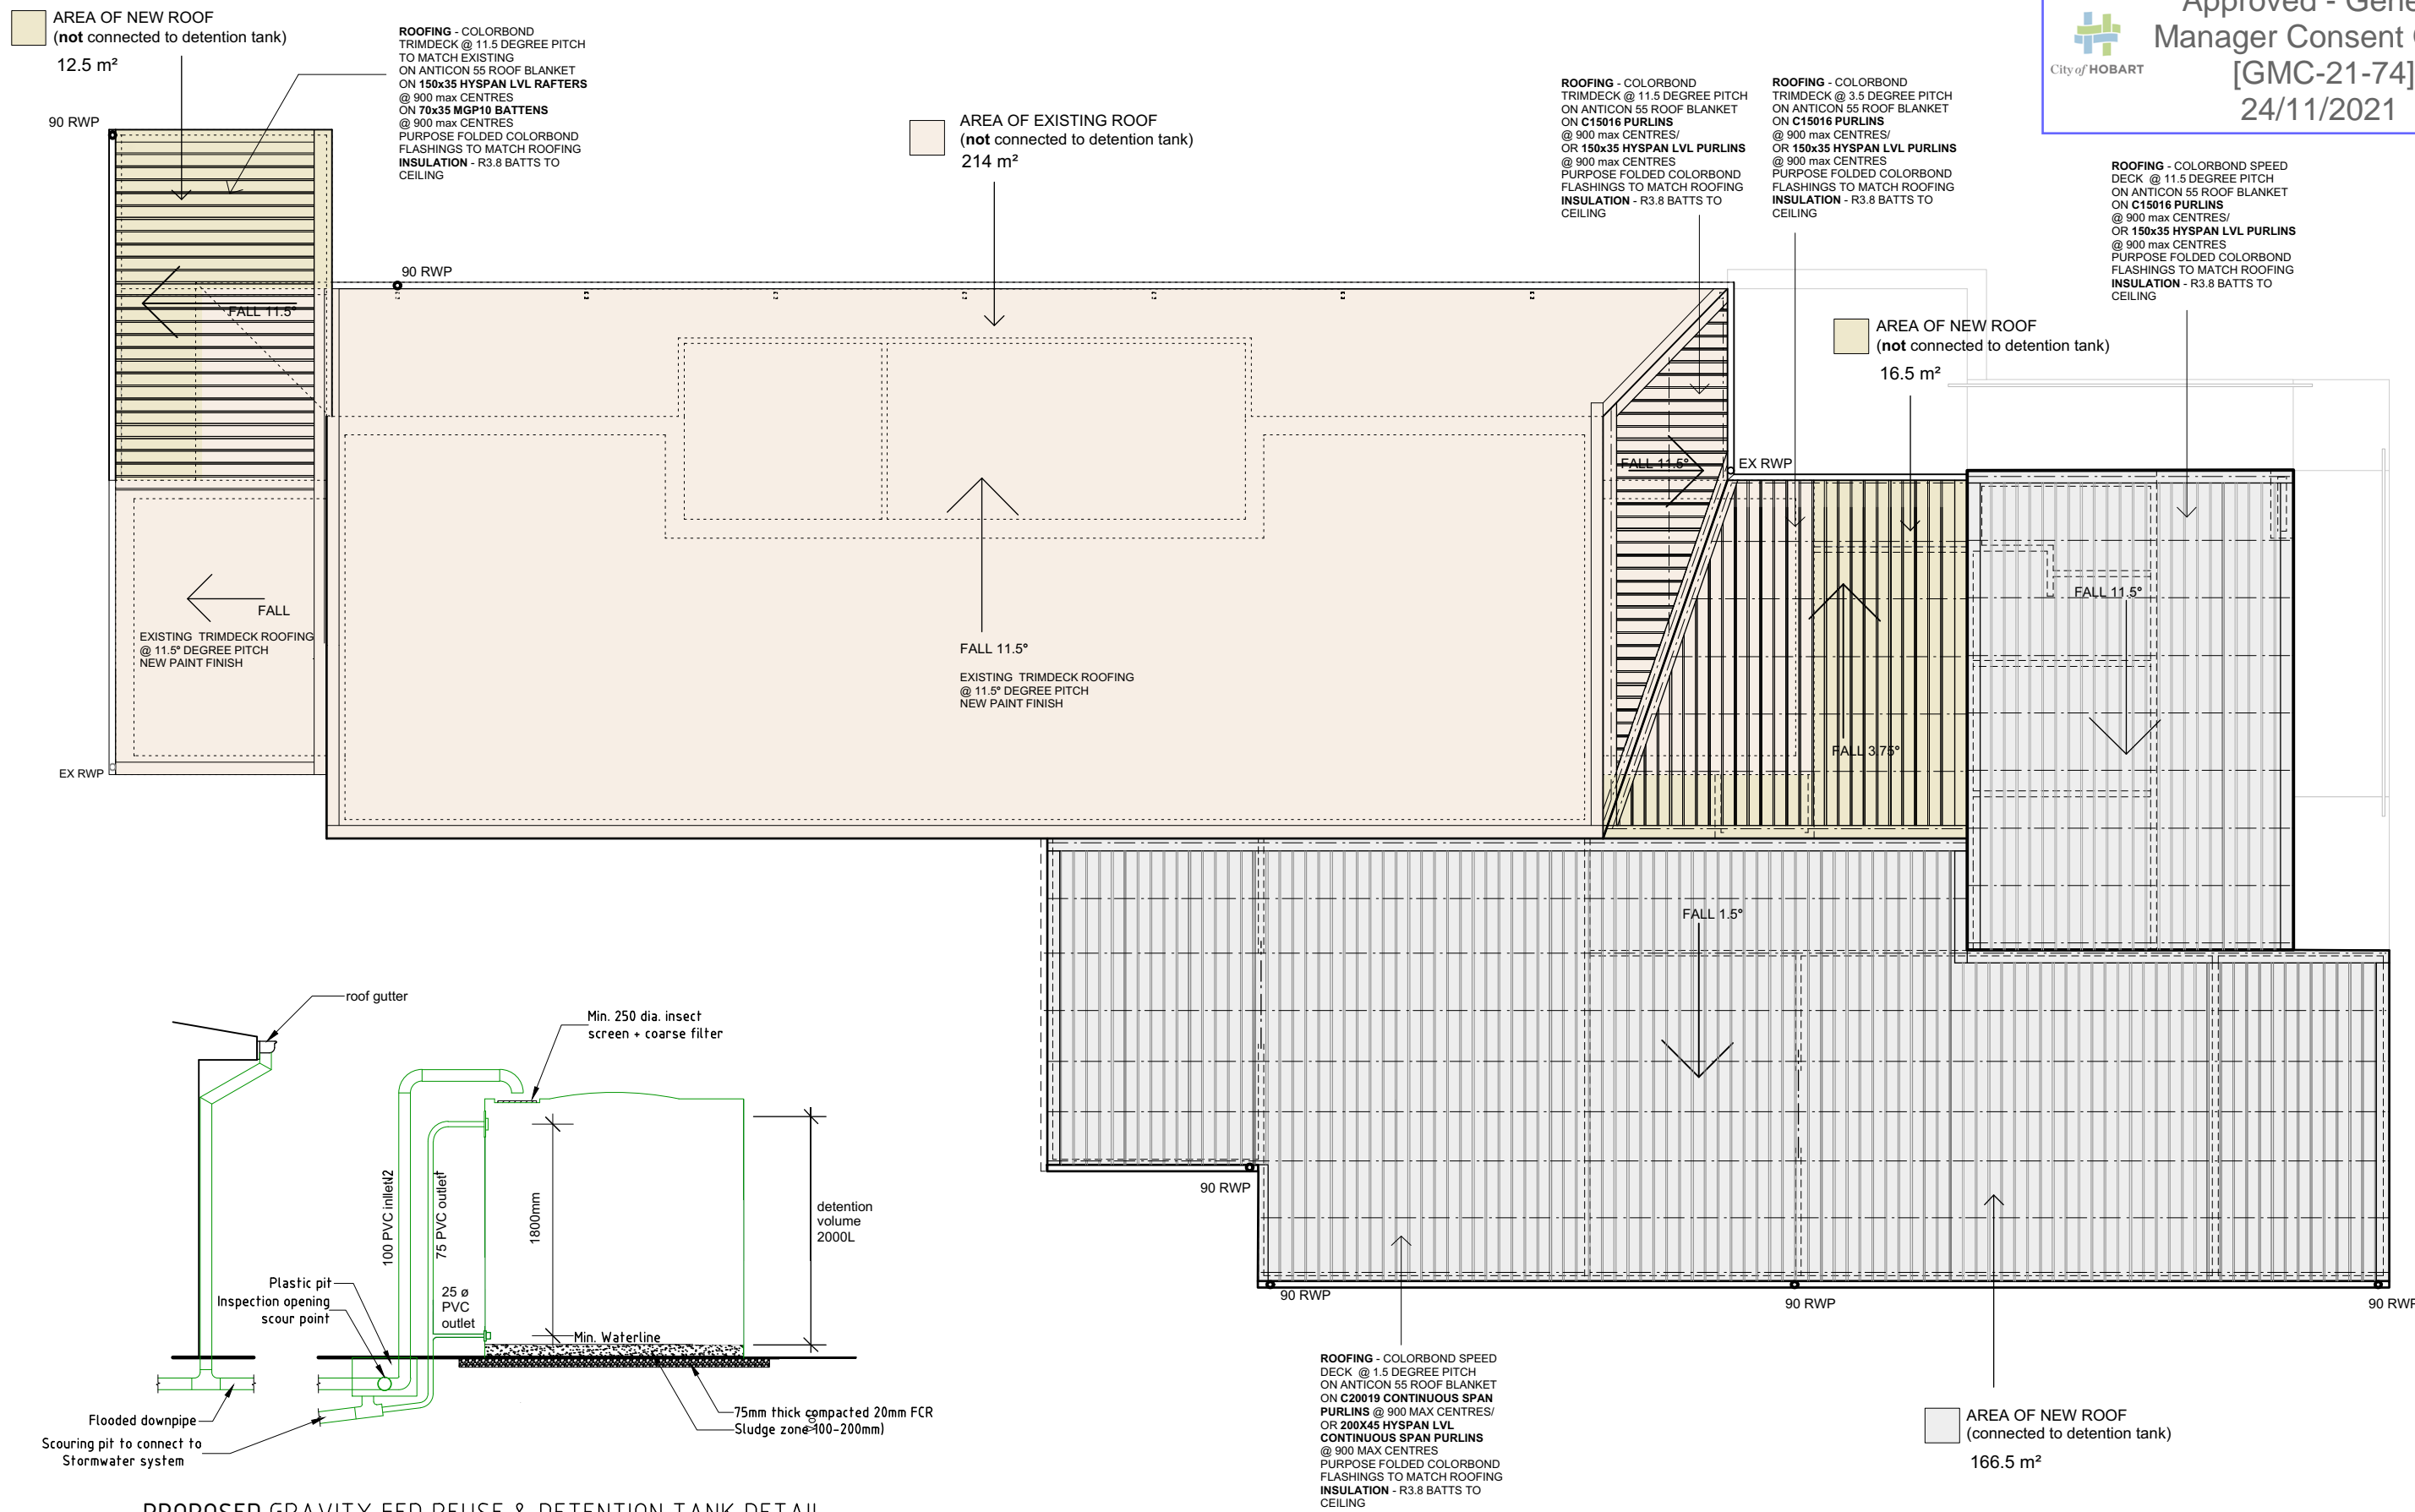 AREA OF NEW ROOF
(not connected to detention tank)
12.5 m²
ROOFING - COLORBOND
TRIMDECK @ 11.5 DEGREE PITCH
TO MATCH EXISTING
ON ANTICON 55 ROOF BLANKET
ON 150x35 HYSPAN LVL RAFTERS
@ 900 max CENTRES
ON 70x35 MGP10 BATTENS
@ 900 max CENTRES
PURPOSE FOLDED COLORBOND
FLASHINGS TO MATCH ROOFING
INSULATION - R3.8 BATTS TO
CEILING
AREA OF EXISTING ROOF
(not connected to detention tank)
214 m²
ROOFING - COLORBOND
TRIMDECK @ 11.5 DEGREE PITCH
ON ANTICON 55 ROOF BLANKET
ON C15016 PURLINS
@ 900 max CENTRES/
OR 150x35 HYSPAN LVL PURLINS
@ 900 max CENTRES
PURPOSE FOLDED COLORBOND
FLASHINGS TO MATCH ROOFING
INSULATION - R3.8 BATTS TO
CEILING
ROOFING - COLORBOND
TRIMDECK @ 3.5 DEGREE PITCH
ON ANTICON 55 ROOF BLANKET
ON C15016 PURLINS
@ 900 max CENTRES/
OR 150x35 HYSPAN LVL PURLINS
@ 900 max CENTRES
PURPOSE FOLDED COLORBOND
FLASHINGS TO MATCH ROOFING
INSULATION - R3.8 BATTS TO
CEILING
Approved - Gene
Manager Consent
[GMC-21-74]
24/11/2021
City of HOBART
ROOFING - COLORBOND SPEED
DECK @ 11.5 DEGREE PITCH
ON ANTICON 55 ROOF BLANKET
ON C15016 PURLINS
@ 900 max CENTRES/
OR 150x35 HYSPAN LVL PURLINS
@ 900 max CENTRES
PURPOSE FOLDED COLORBOND
FLASHINGS TO MATCH ROOFING
INSULATION - R3.8 BATTS TO
CEILING
90 RWP
90 RWP
FALL 11.5°
AREA OF NEW ROOF
(not connected to detention tank)
16.5 m²
FALL 11.5°
EX RWP
FALL 11.5°
FALL
EXISTING TRIMDECK ROOFING
@ 11.5° DEGREE PITCH
NEW PAINT FINISH
FALL 11.5°
EXISTING TRIMDECK ROOFING
@ 11.5° DEGREE PITCH
NEW PAINT FINISH
FALL 3.75°
EX RWP
FALL 1.5°
roof gutter
Min. 250 dia. insect
screen + coarse filter
100 PVC inlletN2
75 PVC outlet
1800mm
detention
volume
2000L
25 ø
PVC
outlet
Plastic pit
Inspection opening
scour point
Min. Waterline
Flooded downpipe
Scouring pit to connect to
Stormwater system
75mm thick compacted 20mm FCR
Sludge zone 100-200mm)
90 RWP
90 RWP
90 RWP
90 RWP
ROOFING - COLORBOND SPEED
DECK @ 1.5 DEGREE PITCH
ON ANTICON 55 ROOF BLANKET
ON C20019 CONTINUOUS SPAN
PURLINS @ 900 MAX CENTRES/
OR 200X45 HYSPAN LVL
CONTINUOUS SPAN PURLINS
@ 900 MAX CENTRES
PURPOSE FOLDED COLORBOND
FLASHINGS TO MATCH ROOFING
INSULATION - R3.8 BATTS TO
CEILING
AREA OF NEW ROOF
(connected to detention tank)
166.5 m²
PROPOSED GRAVITY FED REUSE & DETENTION TANK DETAIL